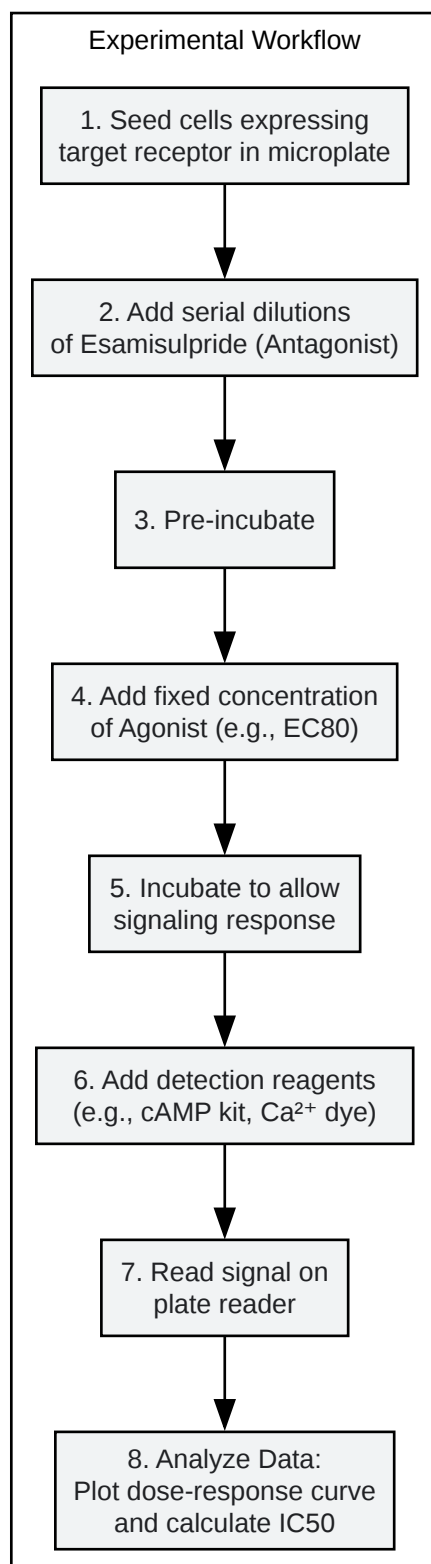 Experimental Workflow
1. Seed cells expressing
target receptor in microplate
2. Add serial dilutions
of Esamisulpride (Antagonist)
3. Pre-incubate
4. Add fixed concentration
of Agonist (e.g., EC80)
5. Incubate to allow
signaling response
6. Add detection reagents
(e.g., cAMP kit, Ca²⁺ dye)
7. Read signal on
plate reader
8. Analyze Data:
Plot dose-response curve
and calculate IC50